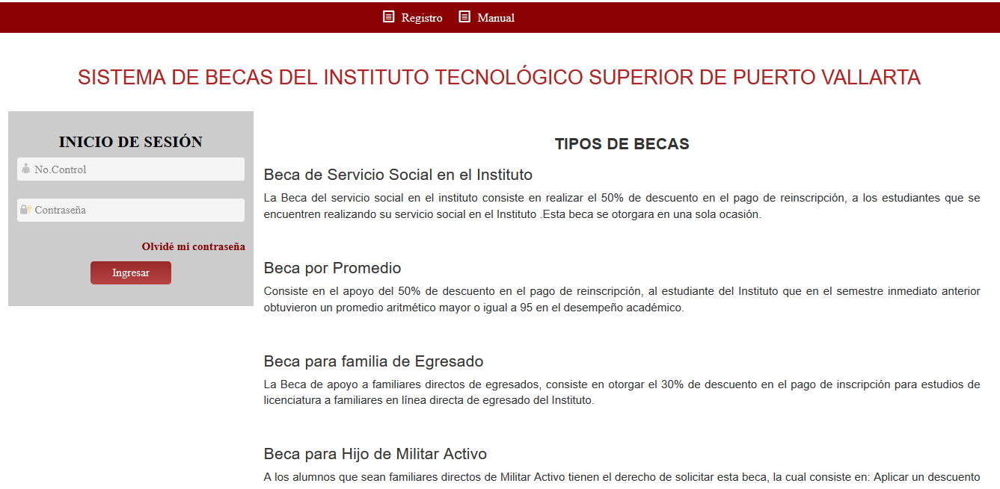 Registro Manual
SISTEMA DE BECAS DEL INSTITUTO TECNOLÓGICO SUPERIOR DE PUERTO VALLARTA
INICIO DE SESIÓN
No.Control
Contraseña
Olvidé mi contraseña
Ingresar
TIPOS DE BECAS
Beca de Servicio Social en el Instituto
La Beca del servicio social en el instituto consiste en realizar el 50% de descuento en el pago de reinscripción, a los estudiantes que se
encuentren realizando su servicio social en el Instituto .Esta beca se otorgara en una sola ocasión.
Beca por Promedio
Consiste en el apoyo del 50% de descuento en el pago de reinscripción, al estudiante del Instituto que en el semestre inmediato anterior
obtuvieron un promedio aritmético mayor o igual a 95 en el desempeño académico.
Beca para familia de Egresado
La Beca de apoyo a familiares directos de egresados, consiste en otorgar el 30% de descuento en el pago de inscripción para estudios de
licenciatura a familiares en línea directa de egresado del Instituto.
Beca para Hijo de Militar Activo
A los alumnos que sean familiares directos de Militar Activo tienen el derecho de solicitar esta beca, la cual consiste en: Aplicar un descuento